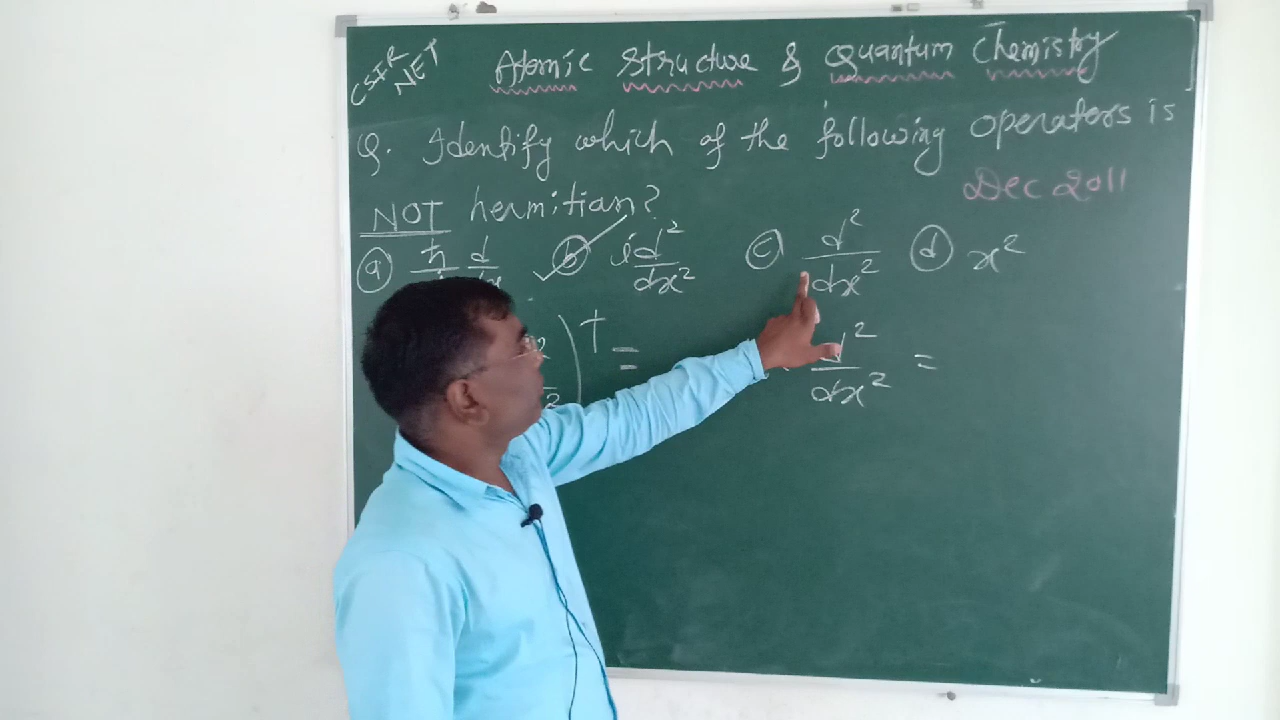 CSIR NET
Atomic Structure & Quantum Chemistry
Q. Identify which of the following operators is
NOT hermitian? Dec 2011
(a) ħ d (b) i d²/dx² (c) d²/dx² (d) x²
)† = d²/dx² =